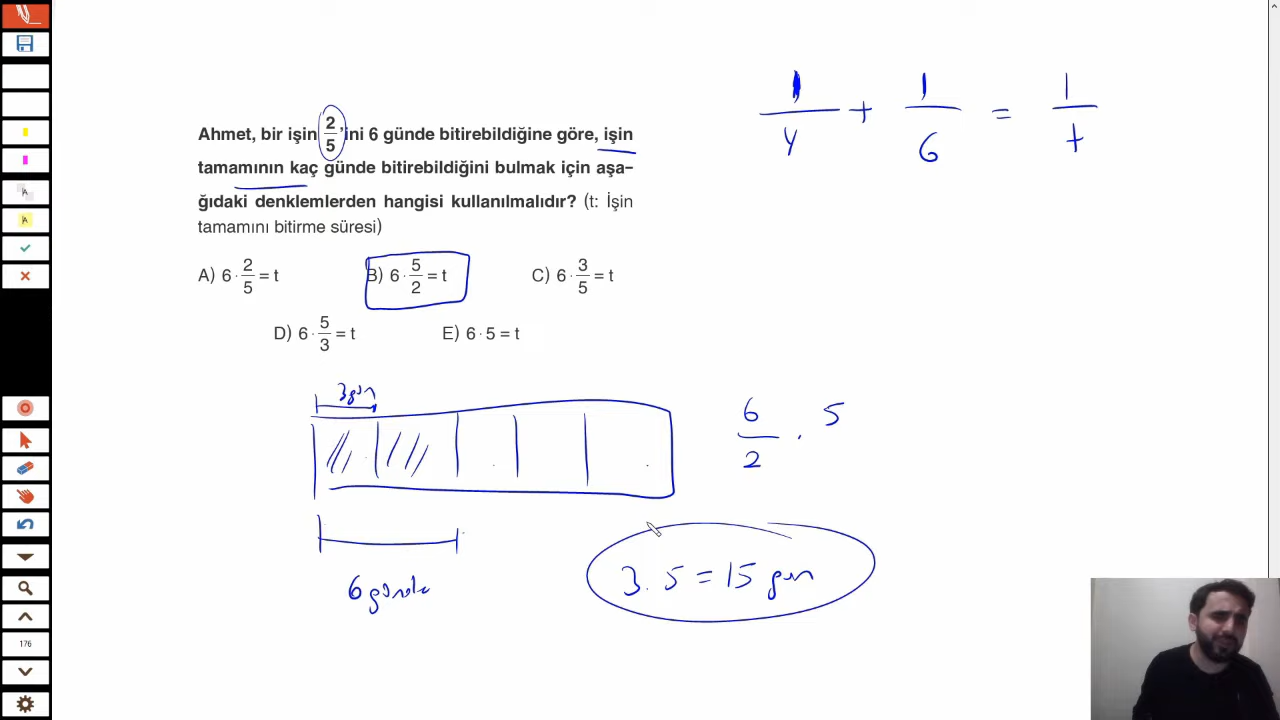 1/4 + 1/6 = 1/t
Ahmet, bir işin 2/5'ini 6 günde bitirebildiğine göre, işin
tamamının kaç günde bitirebildiğini bulmak için aşa-
ğıdaki denklemlerden hangisi kullanılmalıdır? (t: İşin
tamamını bitirme süresi)
A) 6 · 2/5 = t B) 6 · 5/2 = t C) 6 · 3/5 = t
D) 6 · 5/3 = t E) 6 · 5 = t
3 gün
6/2 . 5
6 günde
3. 5 = 15 gün
176